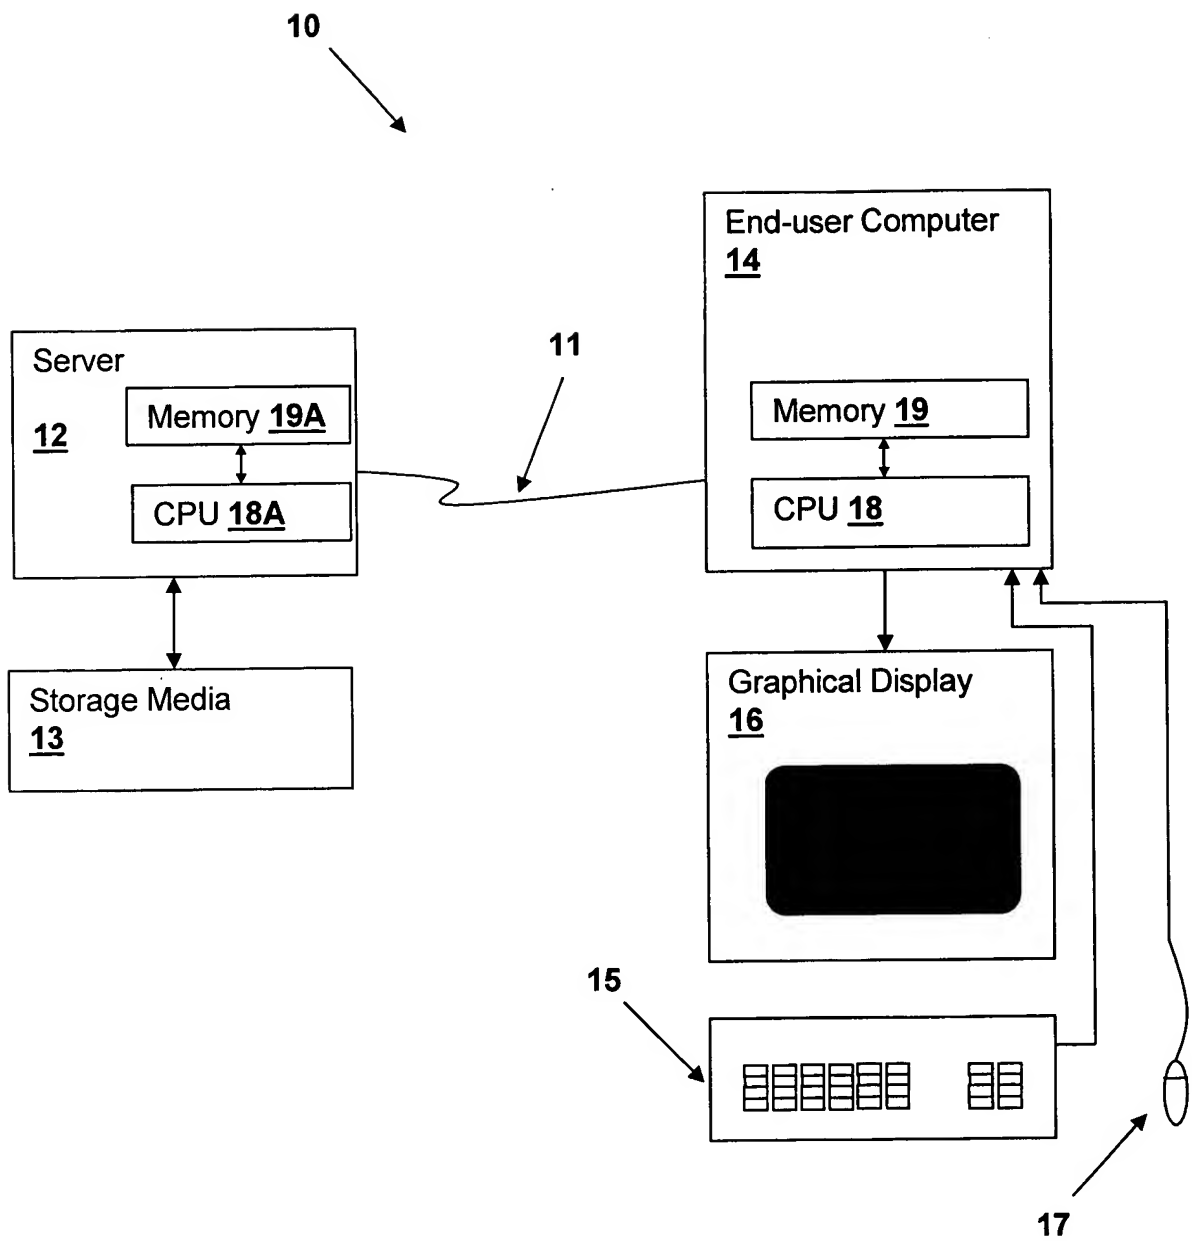 10
End-user Computer
14
11
Server
12
Memory 19A
CPU 18A
Memory 19
CPU 18
Storage Media
13
Graphical Display
16
15
17